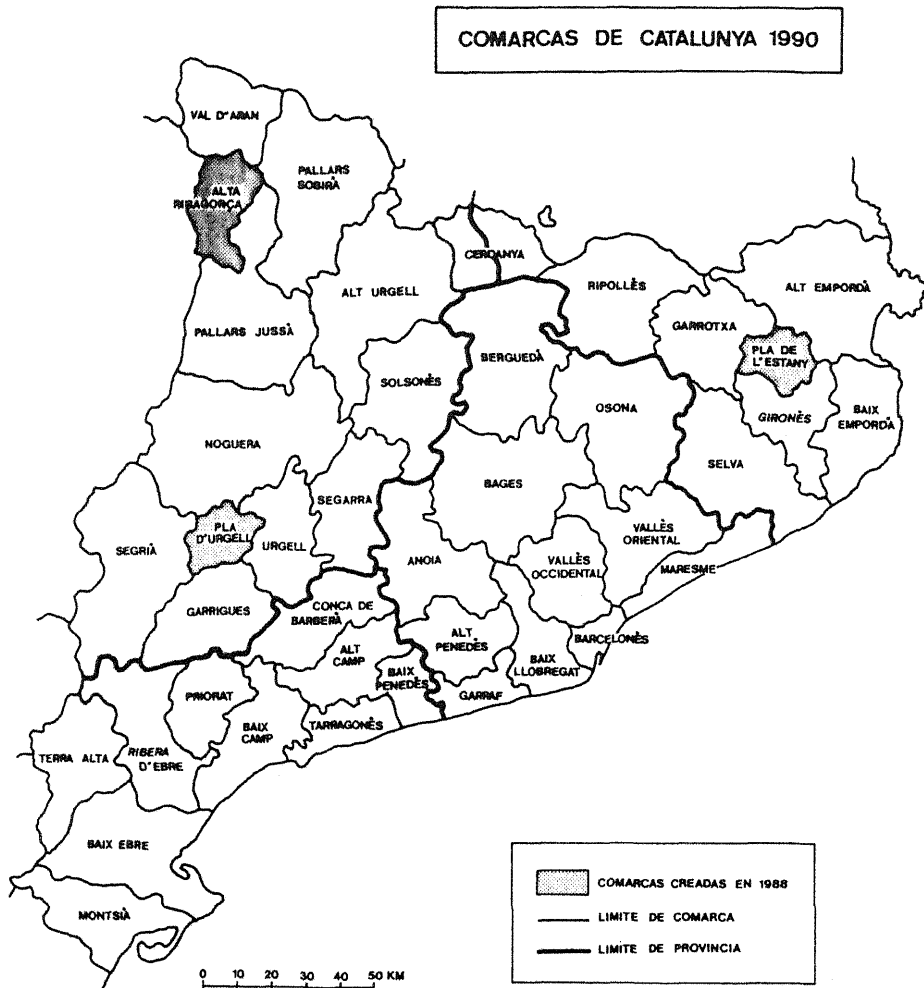 COMARCAS DE CATALUNYA 1990
VAL D'ARAN
PALLARS
SOBIRÀ
ALTA
RIBAGORÇA
CERDANYA
RIPOLLÈS
ALT EMPORDÀ
ALT URGELL
GARROTXA
PALLARS JUSSÀ
PLA DE
L'ESTANY
BERGUEDÀ
SOLSONÈS
OSONA
GIRONÈS
BAIX
EMPORDÀ
NOGUERA
SELVA
BAGES
SEGARRA
PLA
D'URGELL
URGELL
VALLÈS
ORIENTAL
SEGRIÀ
ANOIA
VALLÈS
OCCIDENTAL
MARESME
GARRIGUES
CONCA DE
BARBERÀ
ALT
PENEDÈS
BARCELONÈS
ALT
CAMP
BAIX
LLOBREGAT
BAIX
PENEDÈS
PRIORAT
GARRAF
TARRAGONÈS
BAIX
CAMP
RIBERA
D'EBRE
TERRA ALTA
BAIX EBRE
MONTSIÀ
COMARCAS CREADAS EN 1988
LIMITE DE COMARCA
LIMITE DE PROVINCIA
0 10 20 30 40 50 KM